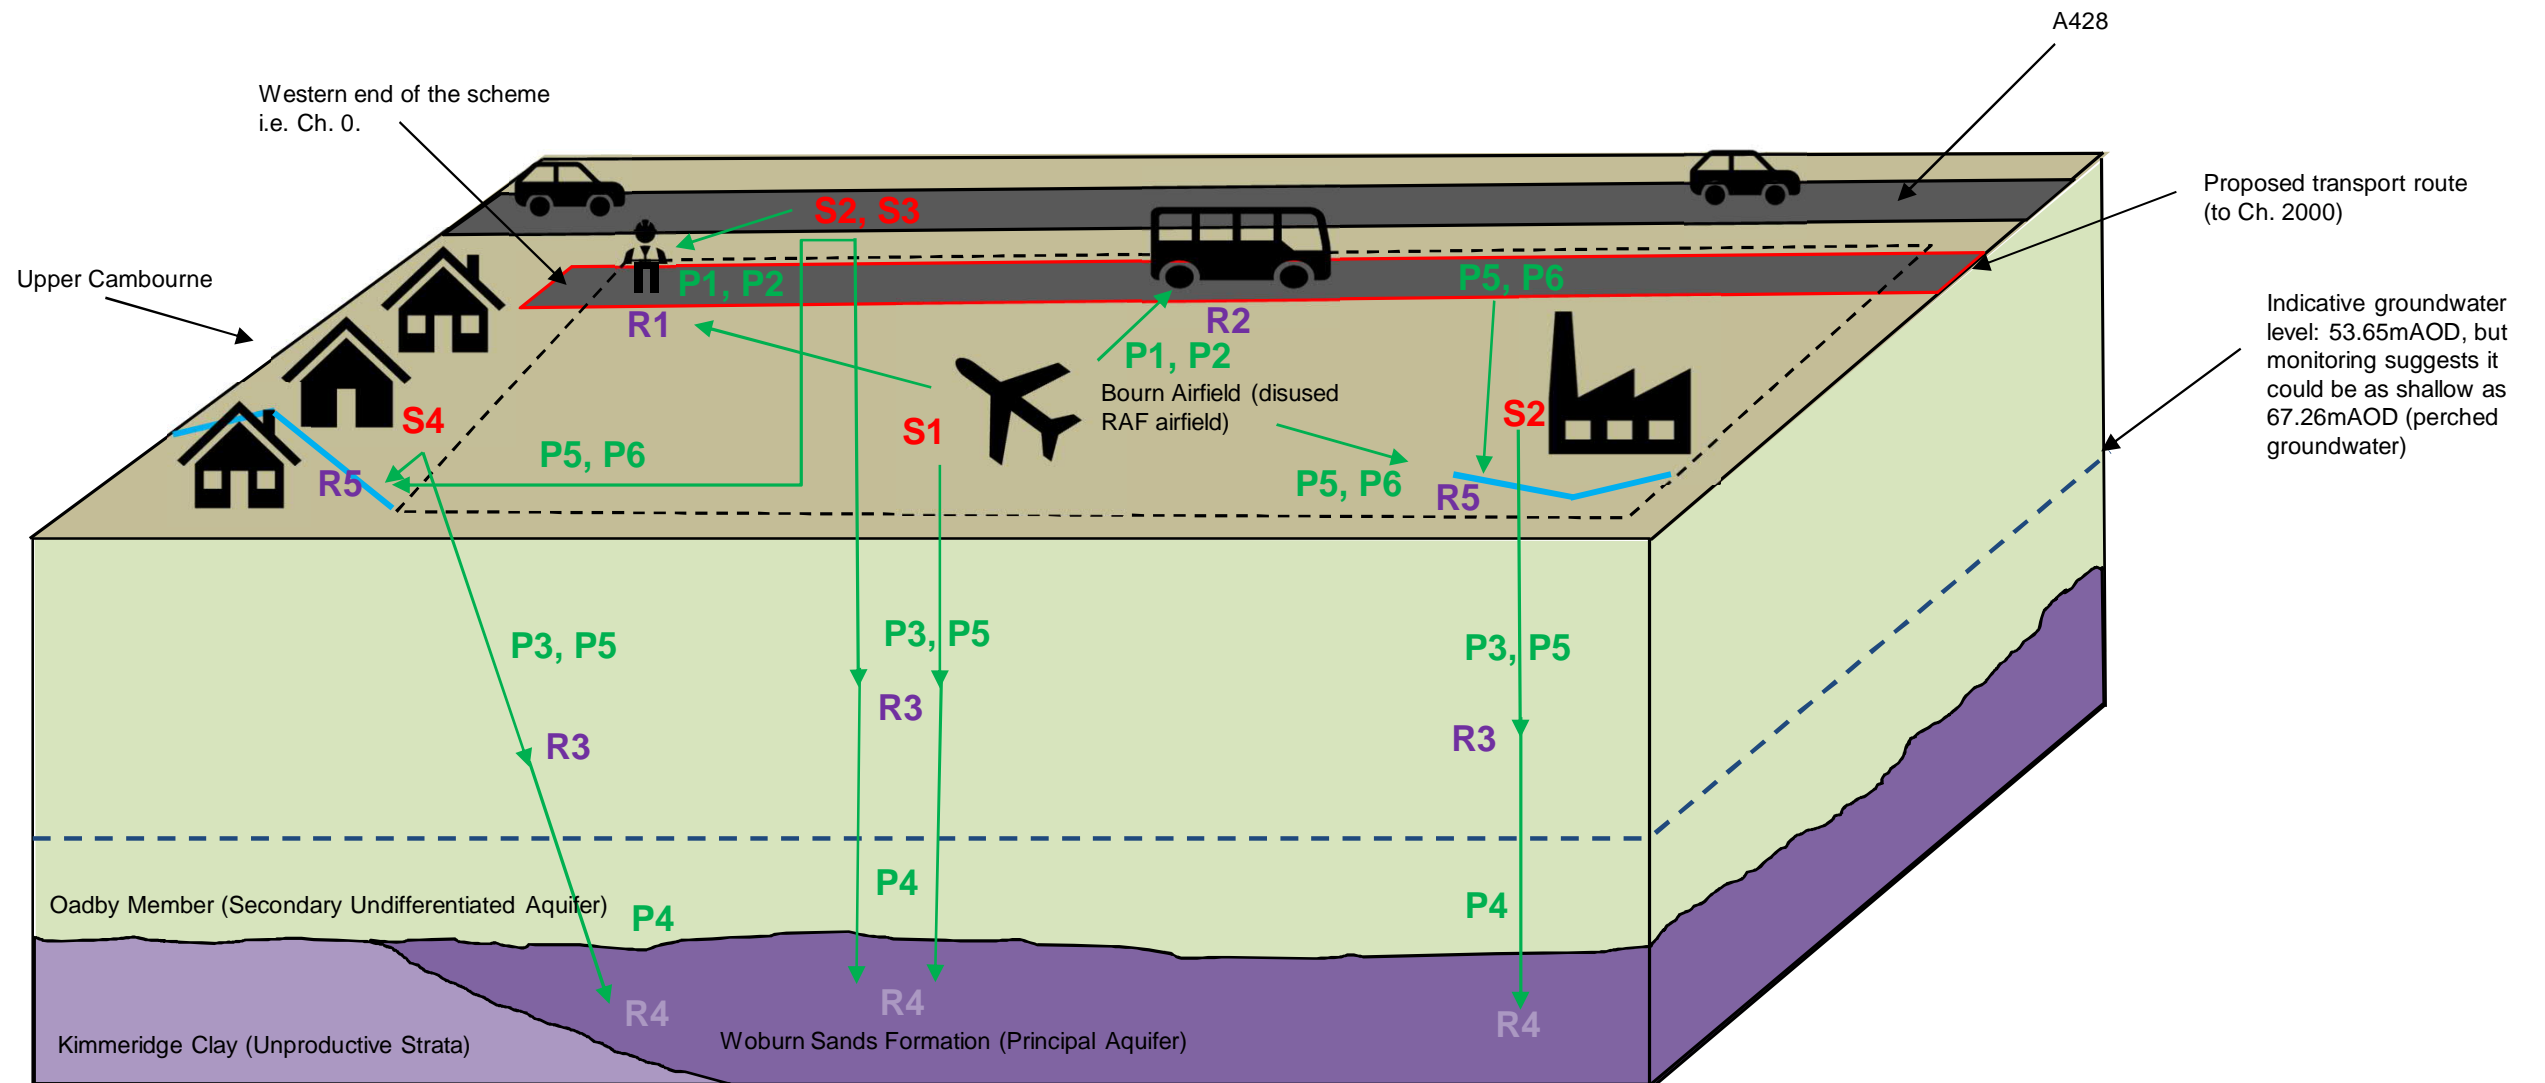 A428
Western end of the scheme
i.e. Ch. 0.
Proposed transport route
(to Ch. 2000)
S2, S3
Upper Cambourne
P1, P2
P5, P6
R1
R2
Indicative groundwater
level: 53.65mAOD, but
monitoring suggests it
could be as shallow as
67.26mAOD (perched
groundwater)
P1, P2
Bourn Airfield (disused
RAF airfield)
S4
S1
S2
P5, P6
R5
P5, P6
R5
P3, P5
P3, P5
P3, P5
R3
R3
R3
P4
P4
P4
Oadby Member (Secondary Undifferentiated Aquifer)
R4
R4
R4
Kimmeridge Clay (Unproductive Strata)
Woburn Sands Formation (Principal Aquifer)